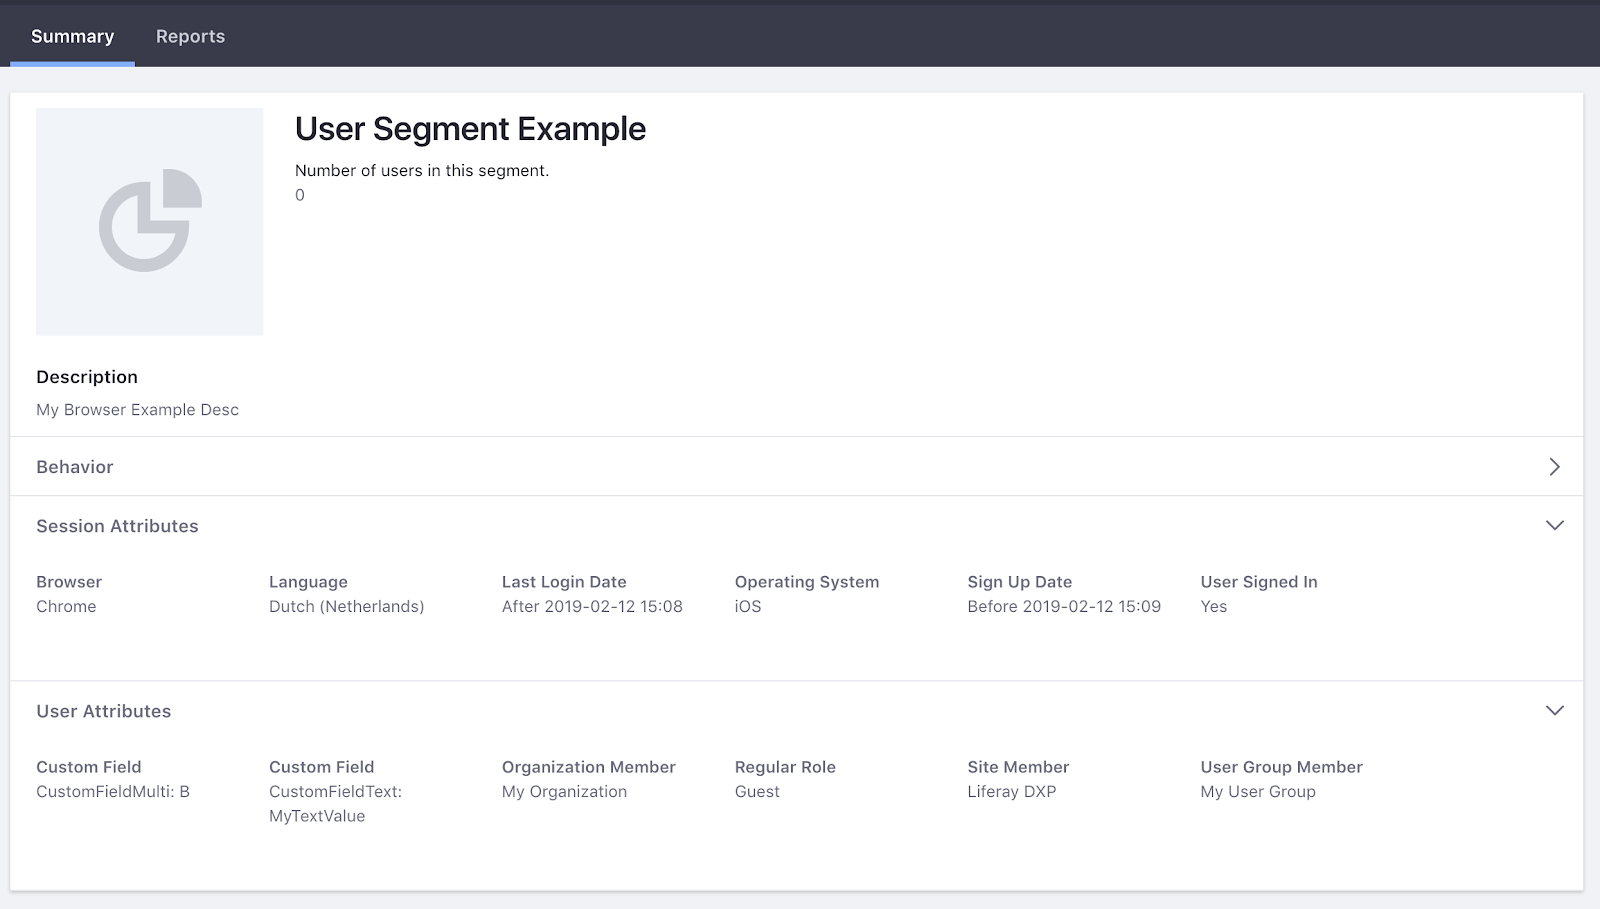 Summary Reports
User Segment Example
Number of users in this segment.
0
Description
My Browser Example Desc
Behavior
Session Attributes
Browser Language Last Login Date Operating System Sign Up Date User Signed In
Chrome Dutch (Netherlands) After 2019-02-12 15:08 iOS Before 2019-02-12 15:09 Yes
User Attributes
Custom Field Custom Field Organization Member Regular Role Site Member User Group Member
CustomFieldMulti: B CustomFieldText: My Organization Guest Liferay DXP My User Group
MyTextValue